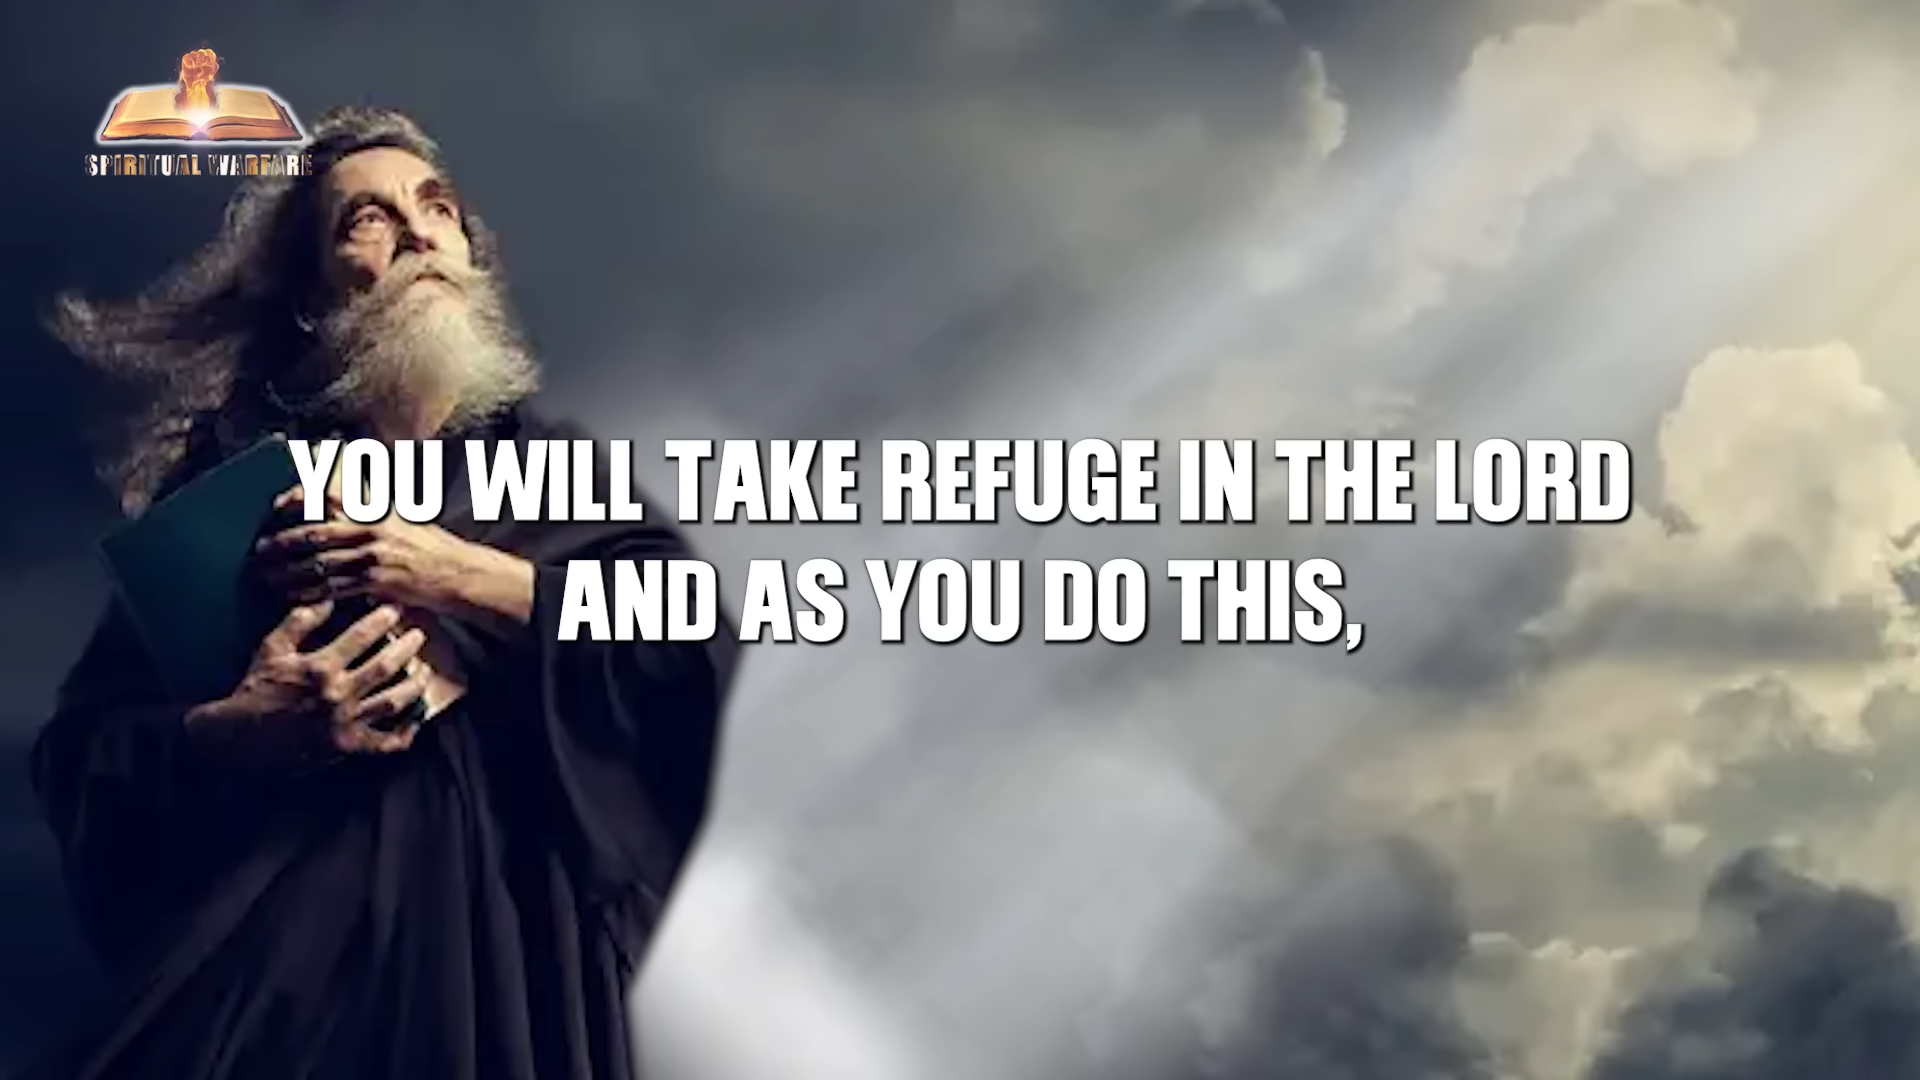 SPIRITUAL WARFARE
YOU WILL TAKE REFUGE IN THE LORD
AND AS YOU DO THIS,